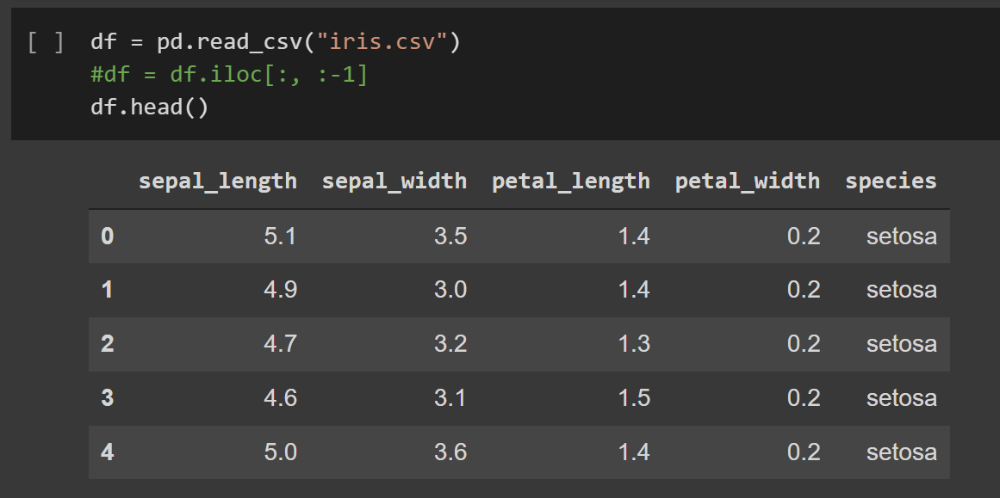 [ ] df = pd.read_csv("iris.csv")
#df = df.iloc[:, :-1]
df.head()
sepal_length sepal_width petal_length petal_width species
0 5.1 3.5 1.4 0.2 setosa
1 4.9 3.0 1.4 0.2 setosa
2 4.7 3.2 1.3 0.2 setosa
3 4.6 3.1 1.5 0.2 setosa
4 5.0 3.6 1.4 0.2 setosa